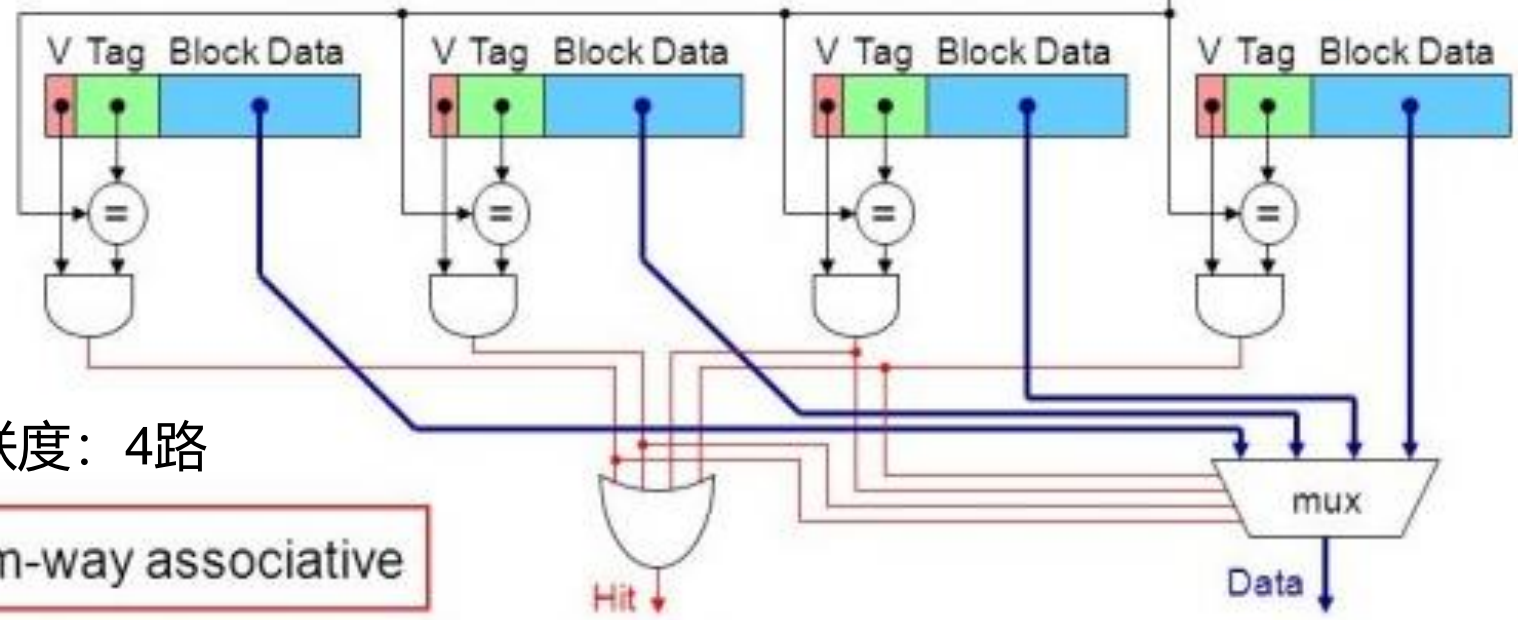 V Tag Block Data V Tag Block Data V Tag Block Data V Tag Block Data
= = = =
度：4路
mux
m-way associative
Hit
Data